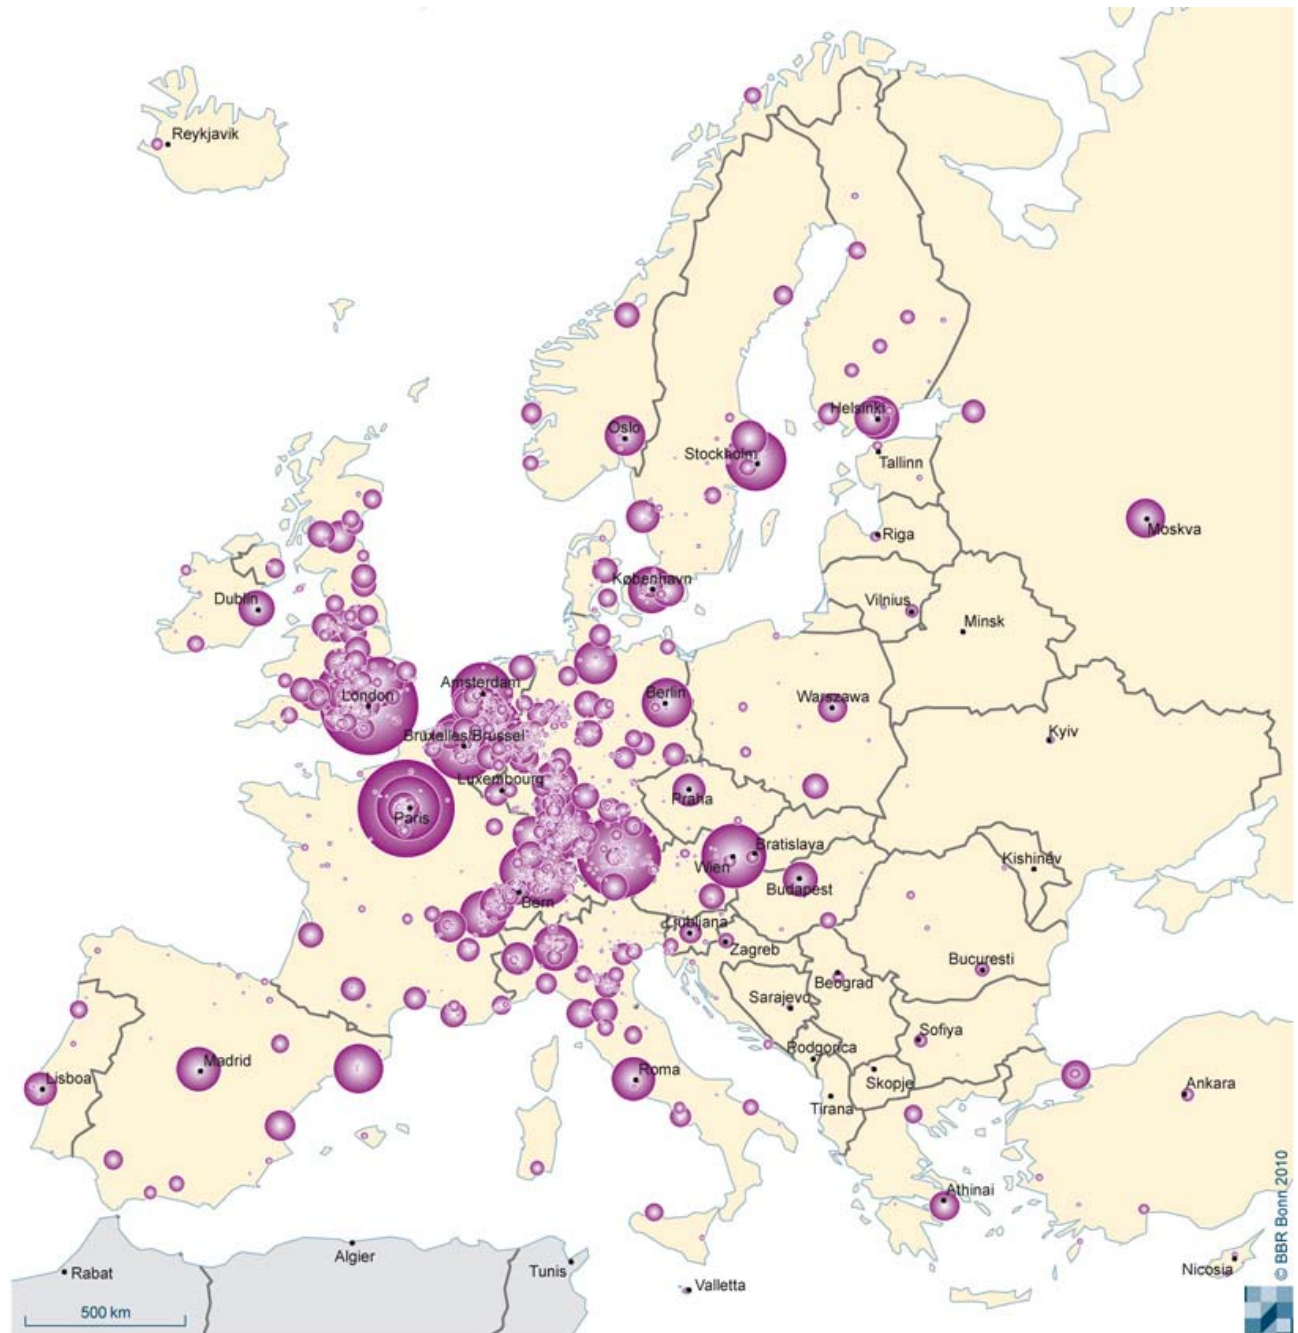 Reykjavik
Helsinki
Oslo
Stockholm
Tallinn
Moskva
Riga
København
Dublin
Vilnius
Minsk
Amsterdam
London
Berlin
Warszawa
Bruxelles/Brussel
Kyiv
Luxembourg
Praha
Paris
Bratislava
Wien
Kishinev
Budapest
Bern
Ljubljana
Zagreb
Bucuresti
Beograd
Sarajevo
Sofiya
Podgorica
Madrid
Roma
Skopje
Lisboa
Ankara
Tirana
Athinai
Algier
Rabat
Tunis
Nicosia
Valletta
500 km
© BBR Bonn 2010